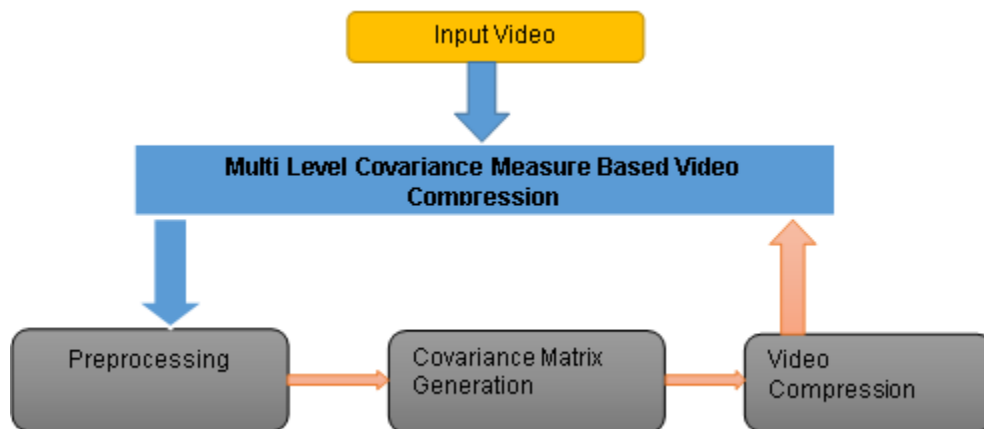 Input Video
Multi Level Covariance Measure Based Video
Compression
Preprocessing
Covariance Matrix
Generation
Video
Compression